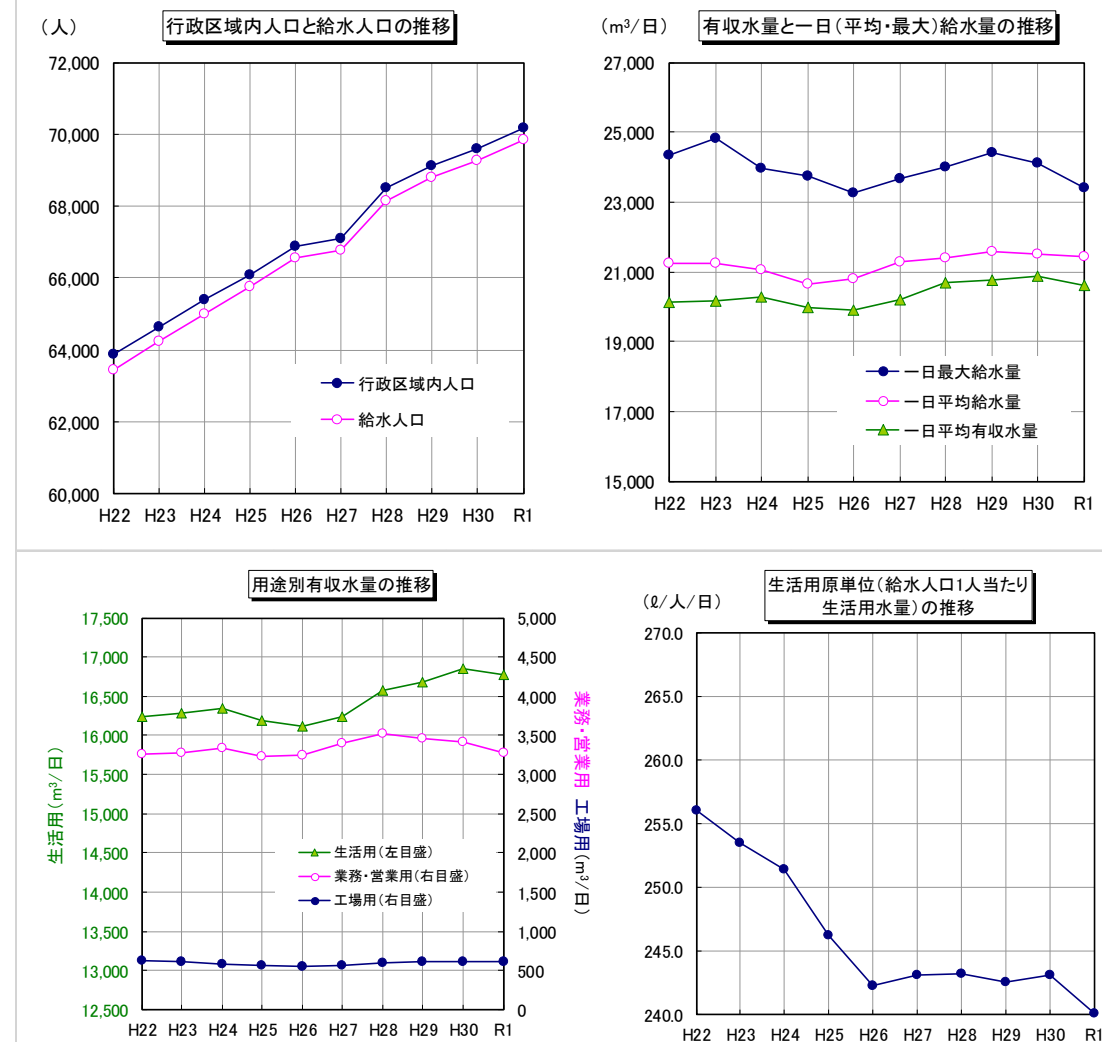 行政区域内人口と給水人口の推移
(人)
72,000
70,000
68,000
66,000
64,000
62,000
60,000
行政区域内人口
給水人口
H22 H23 H24 H25 H26 H27 H28 H29 H30 R1
有収水量と一日(平均・最大)給水量の推移
(m³/日)
27,000
25,000
23,000
21,000
19,000
17,000
15,000
一日最大給水量
一日平均給水量
一日平均有収水量
H22 H23 H24 H25 H26 H27 H28 H29 H30 R1
用途別有収水量の推移
生活用(m³/日)
17,500
17,000
16,500
16,000
15,500
15,000
14,500
14,000
13,500
13,000
12,500
生活用(左目盛)
業務・営業用(右目盛)
工場用(右目盛)
5,000
4,500
4,000
3,500
3,000
2,500
2,000
1,500
1,000
500
0
業務・営業用 工場用(m³/日)
H22 H23 H24 H25 H26 H27 H28 H29 H30 R1
生活用原単位(給水人口1人当たり
生活用水量)の推移
(ℓ/人/日)
270.0
265.0
260.0
255.0
250.0
245.0
240.0
H22 H23 H24 H25 H26 H27 H28 H29 H30 R1